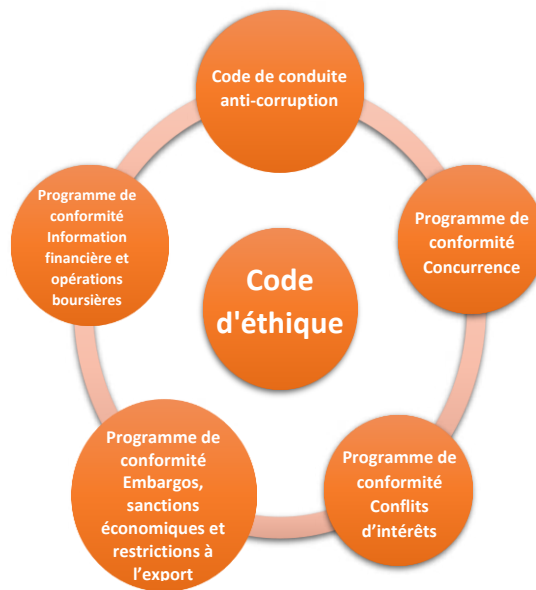 Code de conduite
anti-corruption
Programme de
conformité
Concurrence
Programme de
conformité
Conflits
d’intérêts
Programme de
conformité
Embargos,
sanctions
économiques et
restrictions à
l’export
Programme de
conformité
Information
financière et
opérations
boursières
Code
d'éthique